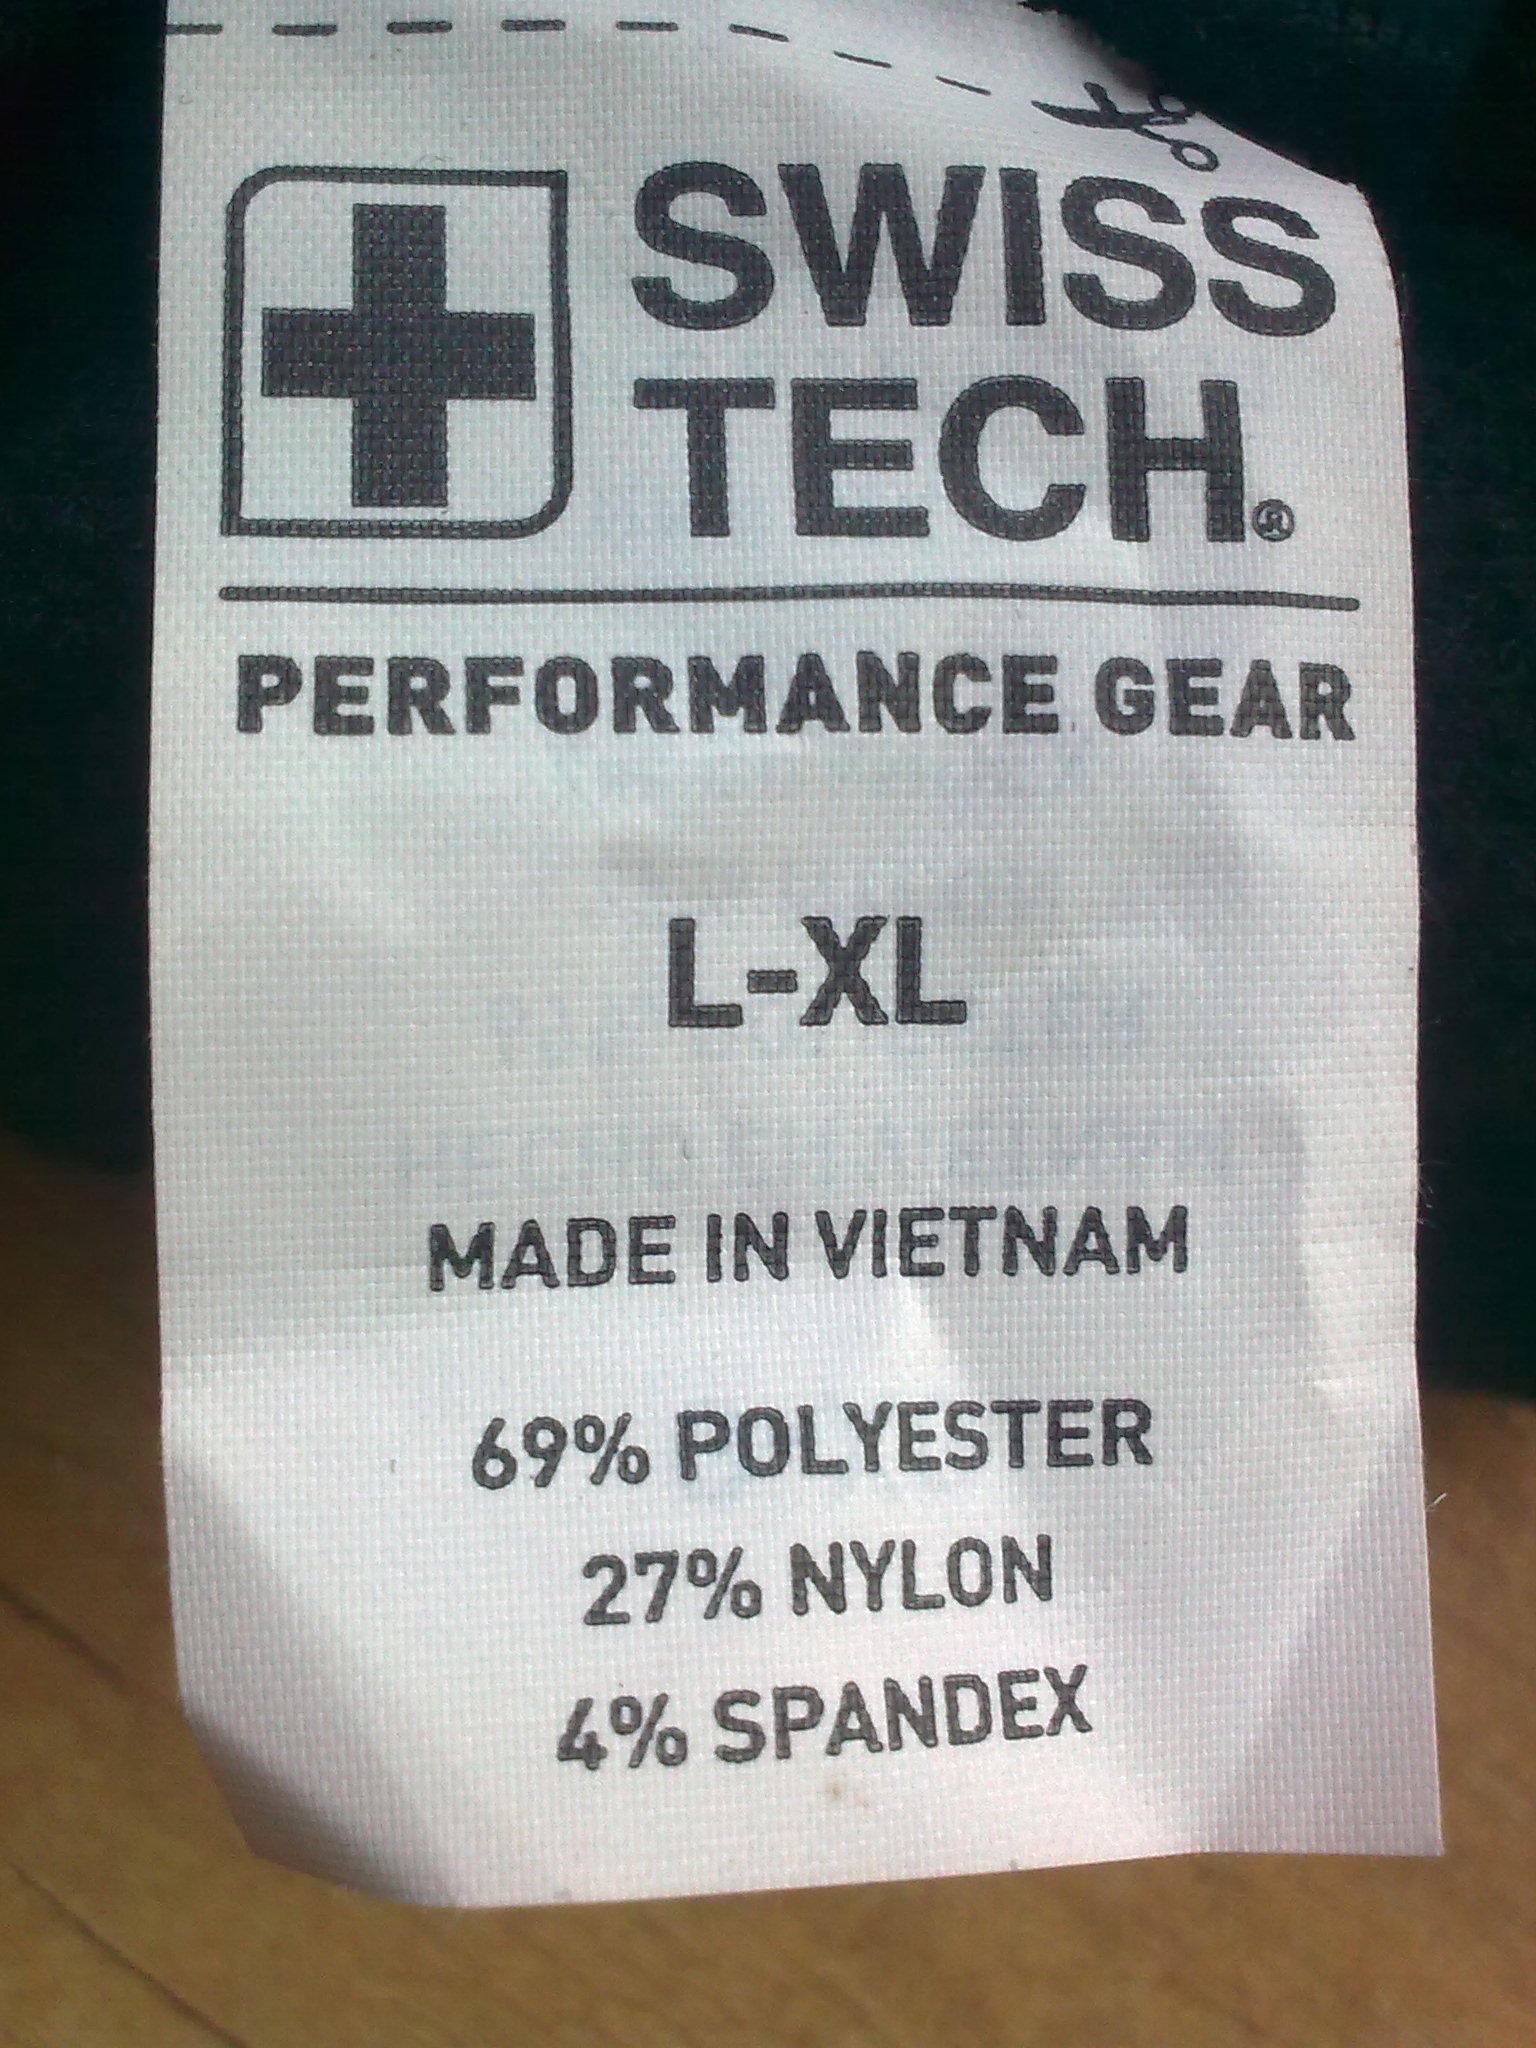 SWISS
TECH®
PERFORMANCE GEAR
L-XL
MADE IN VIETNAM
69% POLYESTER
27% NYLON
4% SPANDEX